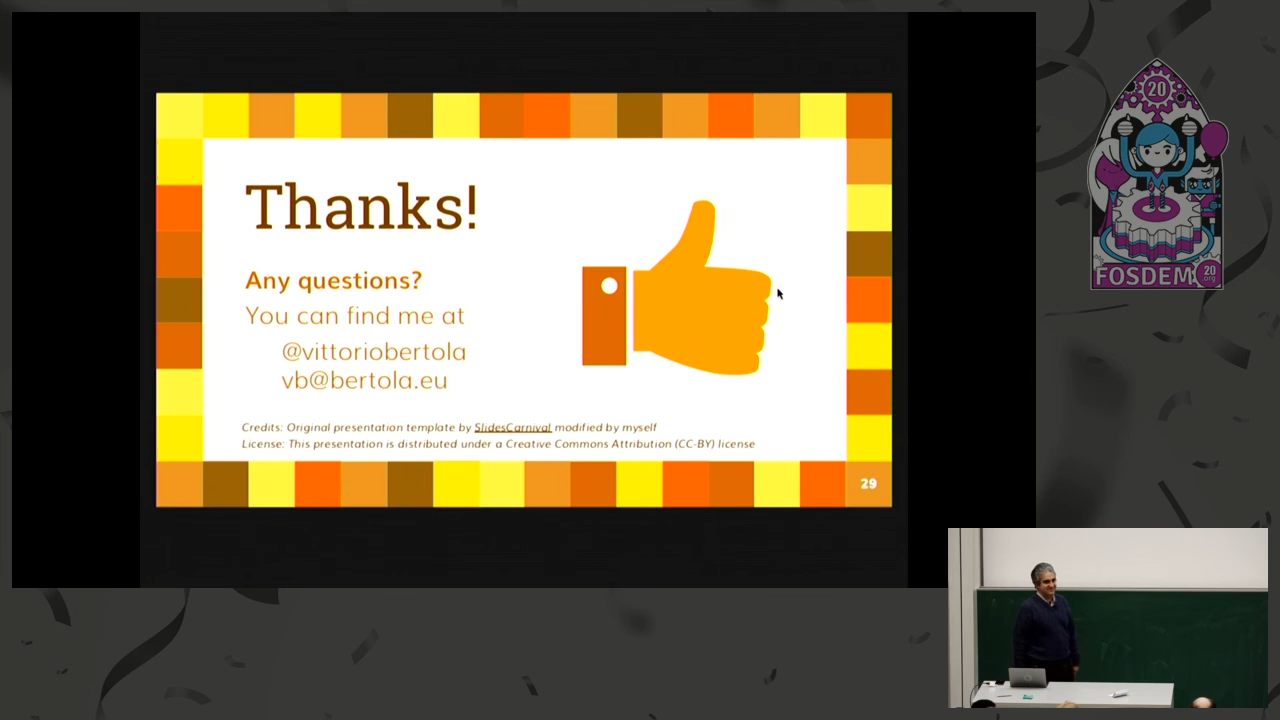 Thanks!
Any questions?
You can find me at
@vittoriobertola
vb@bertola.eu
Credits: Original presentation template by SlidesCarnival modified by myself
License: This presentation is distributed under a Creative Commons Attribution (CC-BY) license
29
20
FOSDEM
20
org